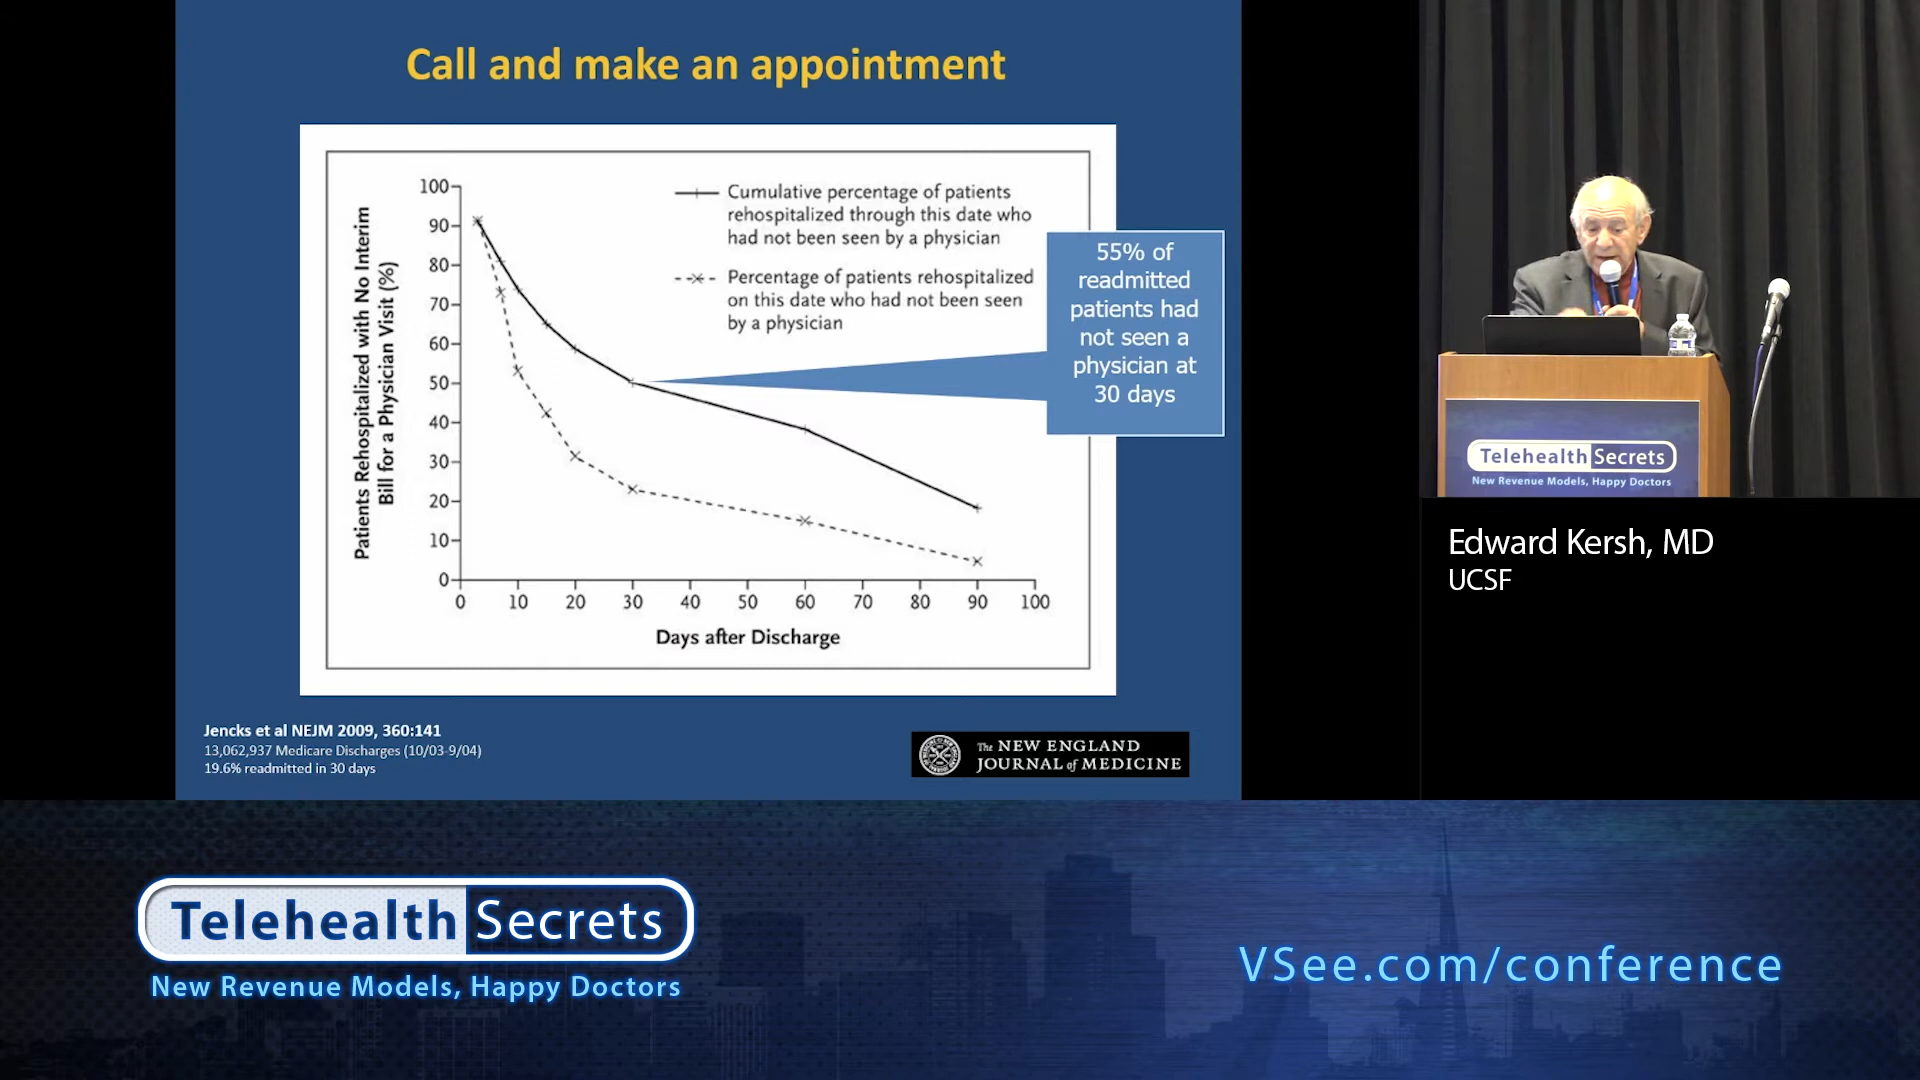 Call and make an appointment
Patients Rehospitalized with No Interim
Bill for a Physician Visit (%)
100
90
80
70
60
50
40
30
20
10
0
Cumulative percentage of patients
rehospitalized through this date who
had not been seen by a physician
Percentage of patients rehospitalized
on this date who had not been seen
by a physician
55% of
readmitted
patients had
not seen a
physician at
30 days
0 10 20 30 40 50 60 70 80 90 100
Days after Discharge
Jencks et al NEJM 2009, 360:141
13,062,937 Medicare Discharges (10/03-9/04)
19.6% readmitted in 30 days
The NEW ENGLAND
JOURNAL of MEDICINE
Telehealth Secrets
New Revenue Models, Happy Doctors
Edward Kersh, MD
UCSF
Telehealth Secrets
New Revenue Models, Happy Doctors
VSee.com/conference